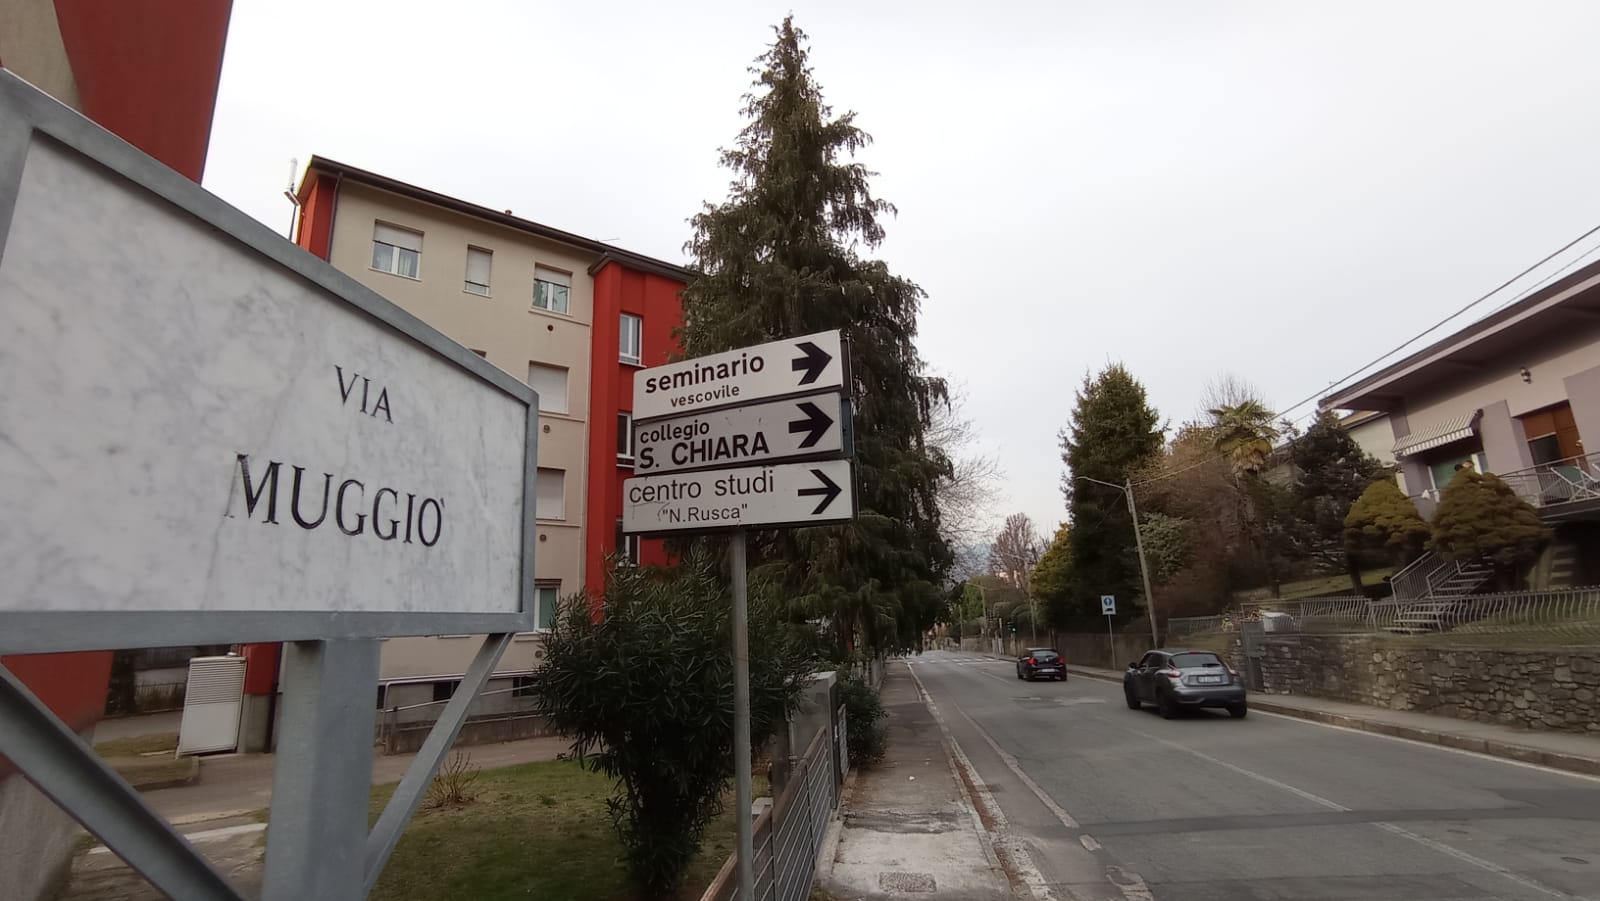 VIA
MUGGIO'
seminario
vescovile
collegio
S. CHIARA
centro studi
"N.Rusca"